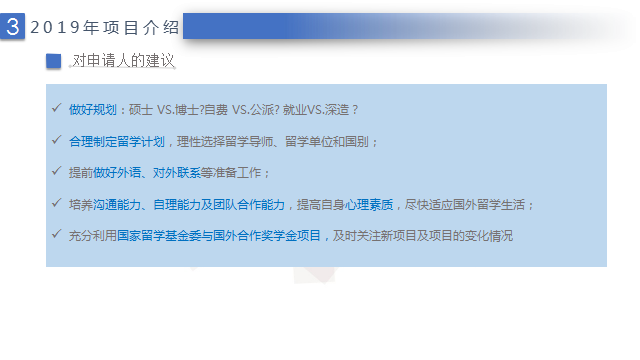 3 2019年项目介绍
对申请人的建议
✓ 做好规划：硕士 VS.博士?自费 VS.公派? 就业VS.深造？
✓ 合理制定留学计划，理性选择留学导师、留学单位和国别；
✓ 提前做好外语、对外联系等准备工作；
✓ 培养沟通能力、自理能力及团队合作能力，提高自身心理素质，尽快适应国外留学生活；
✓ 充分利用国家留学基金委与国外合作奖学金项目，及时关注新项目及项目的变化情况